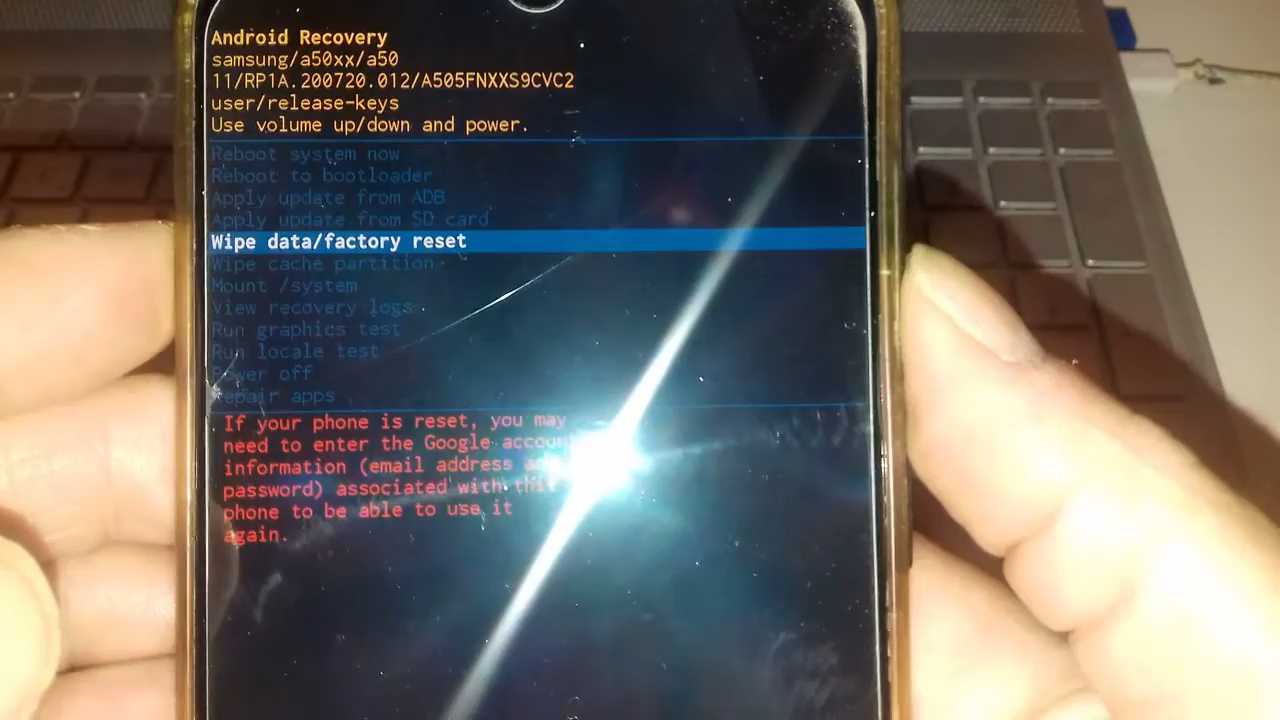 Android Recovery
samsung/a50xx/a50
11/RP1A.200720.012/A505FNXXS9CVC2
user/release-keys
Use volume up/down and power.
Reboot system now
Reboot to bootloader
Apply update from ADB
Apply update from SD card
Wipe data/factory reset
Wipe cache partition
Mount /system
View recovery logs
Run graphics test
Run locale test
Power off
Repair apps
If your phone is reset, you may
need to enter the Google account
information (email address
password) associated with this
phone to be able to use it
again.